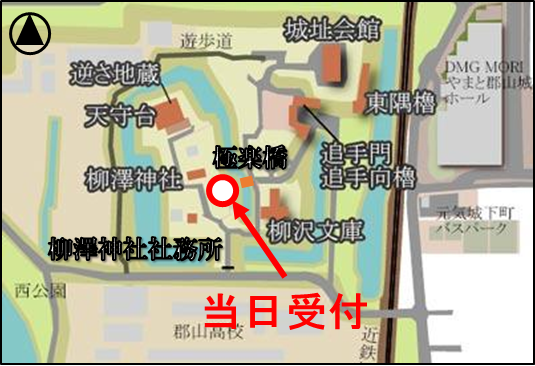 遊歩道
城址会館
DMG MORI
やまと郡山城
ホール
逆さ地蔵
天守台
東隅櫓
極楽橋
追手門
追手向櫓
柳澤神社
柳沢文庫
元気城下町
バスパーク
柳澤神社社務所
西公園
当日受付
郡山高校
近鉄